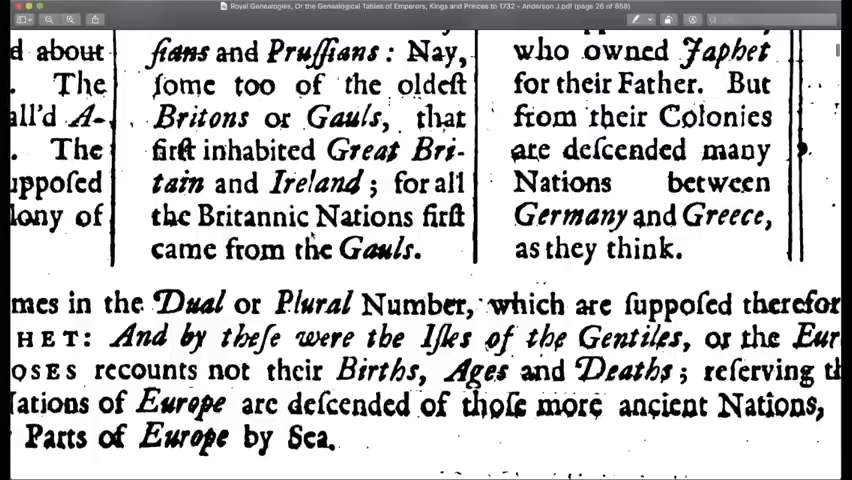 Royal Genealogies, Or the Genealogical Tables of Emperors, Kings and Princes to 1732 - Anderson J.pdf (page 26 of 858)
d about
. The
all'd A-
. The
uppoſed
lony of
ſians and Pruſſians : Nay,
ſome too of the oldeſt
Britons or Gauls, that
firſt inhabited Great Bri-
tain and Ireland ; for all
the Britannic Nations firſt
came from the Gauls.
who owned Japhet
for their Father. But
from their Colonies
are deſcended many
Nations between
Germany and Greece,
as they think.
mes in the Dual or Plural Number, which are ſuppoſed therefor
HET: And by theſe were the Iſles of the Gentiles, or the Eur
OSES recounts not their Births, Ages and Deaths ; reſerving th
ations of Europe are deſcended of thoſe more ancient Nations,
Parts of Europe by Sea.